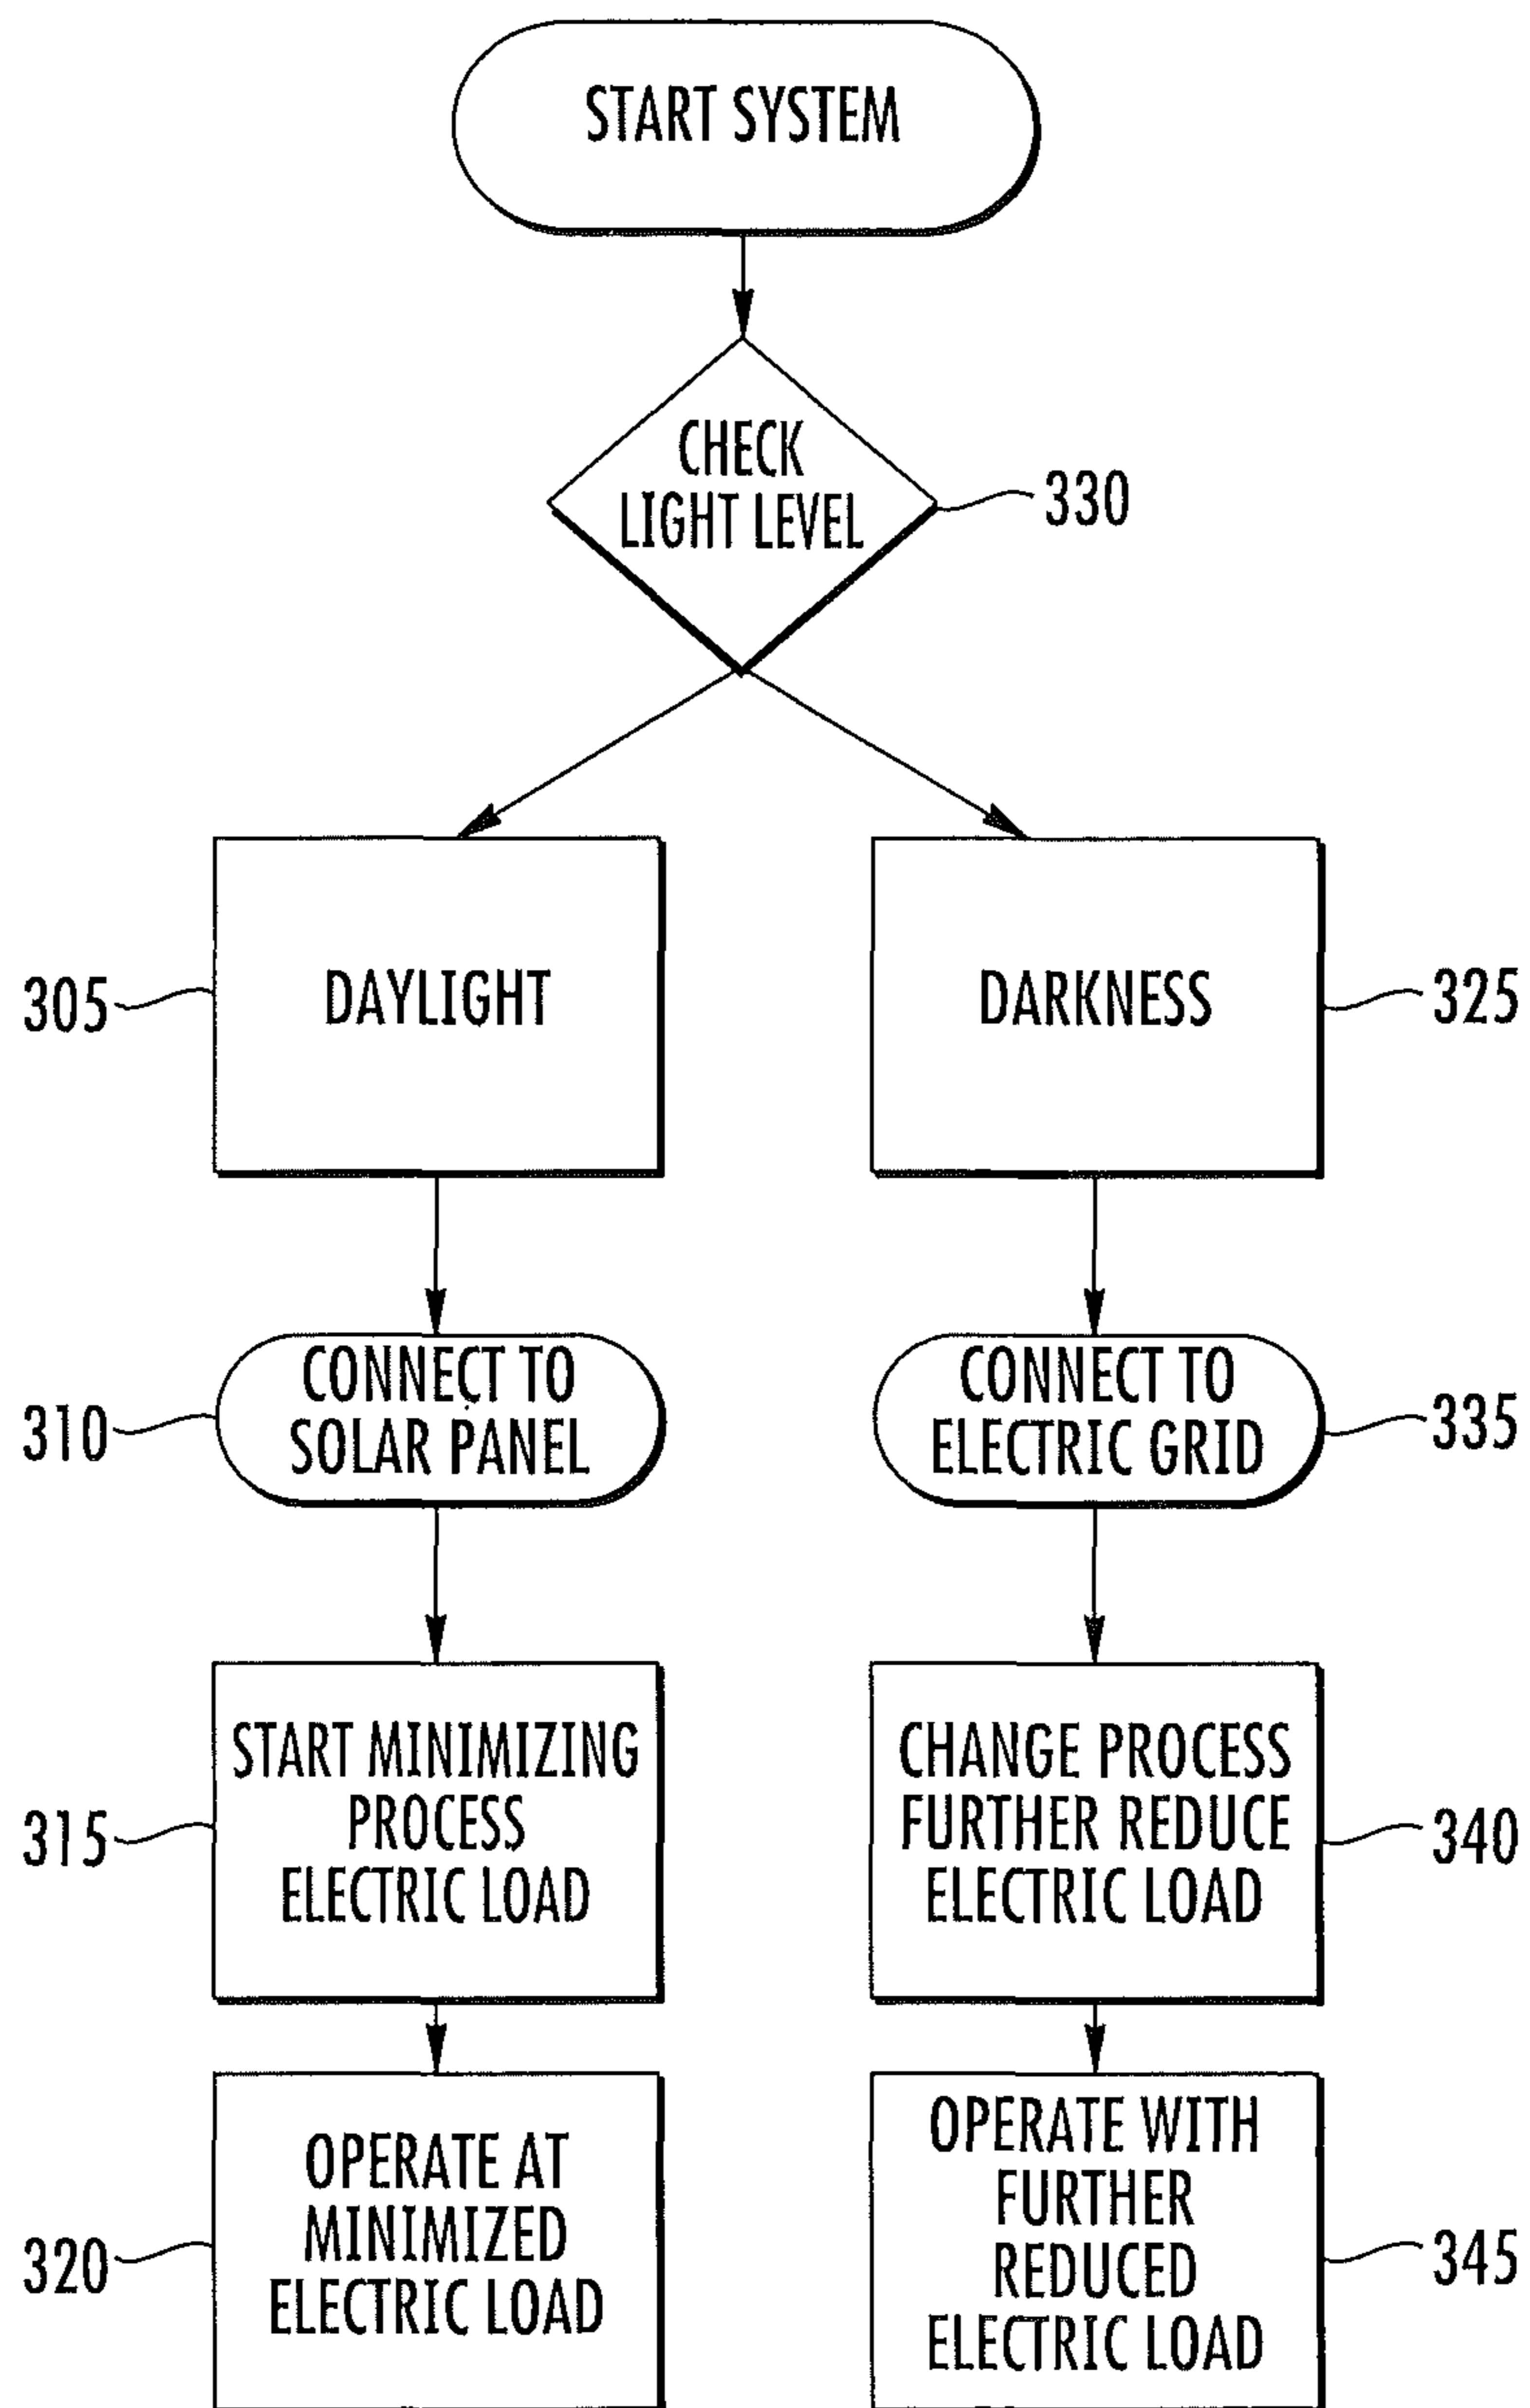 START SYSTEM
CHECK
LIGHT LEVEL
330
305
DAYLIGHT
DARKNESS
325
310
CONNECT TO
SOLAR PANEL
CONNECT TO
ELECTRIC GRID
335
315
START MINIMIZING
PROCESS
ELECTRIC LOAD
CHANGE PROCESS
FURTHER REDUCE
ELECTRIC LOAD
340
320
OPERATE AT
MINIMIZED
ELECTRIC LOAD
OPERATE WITH
FURTHER
REDUCED
ELECTRIC LOAD
345